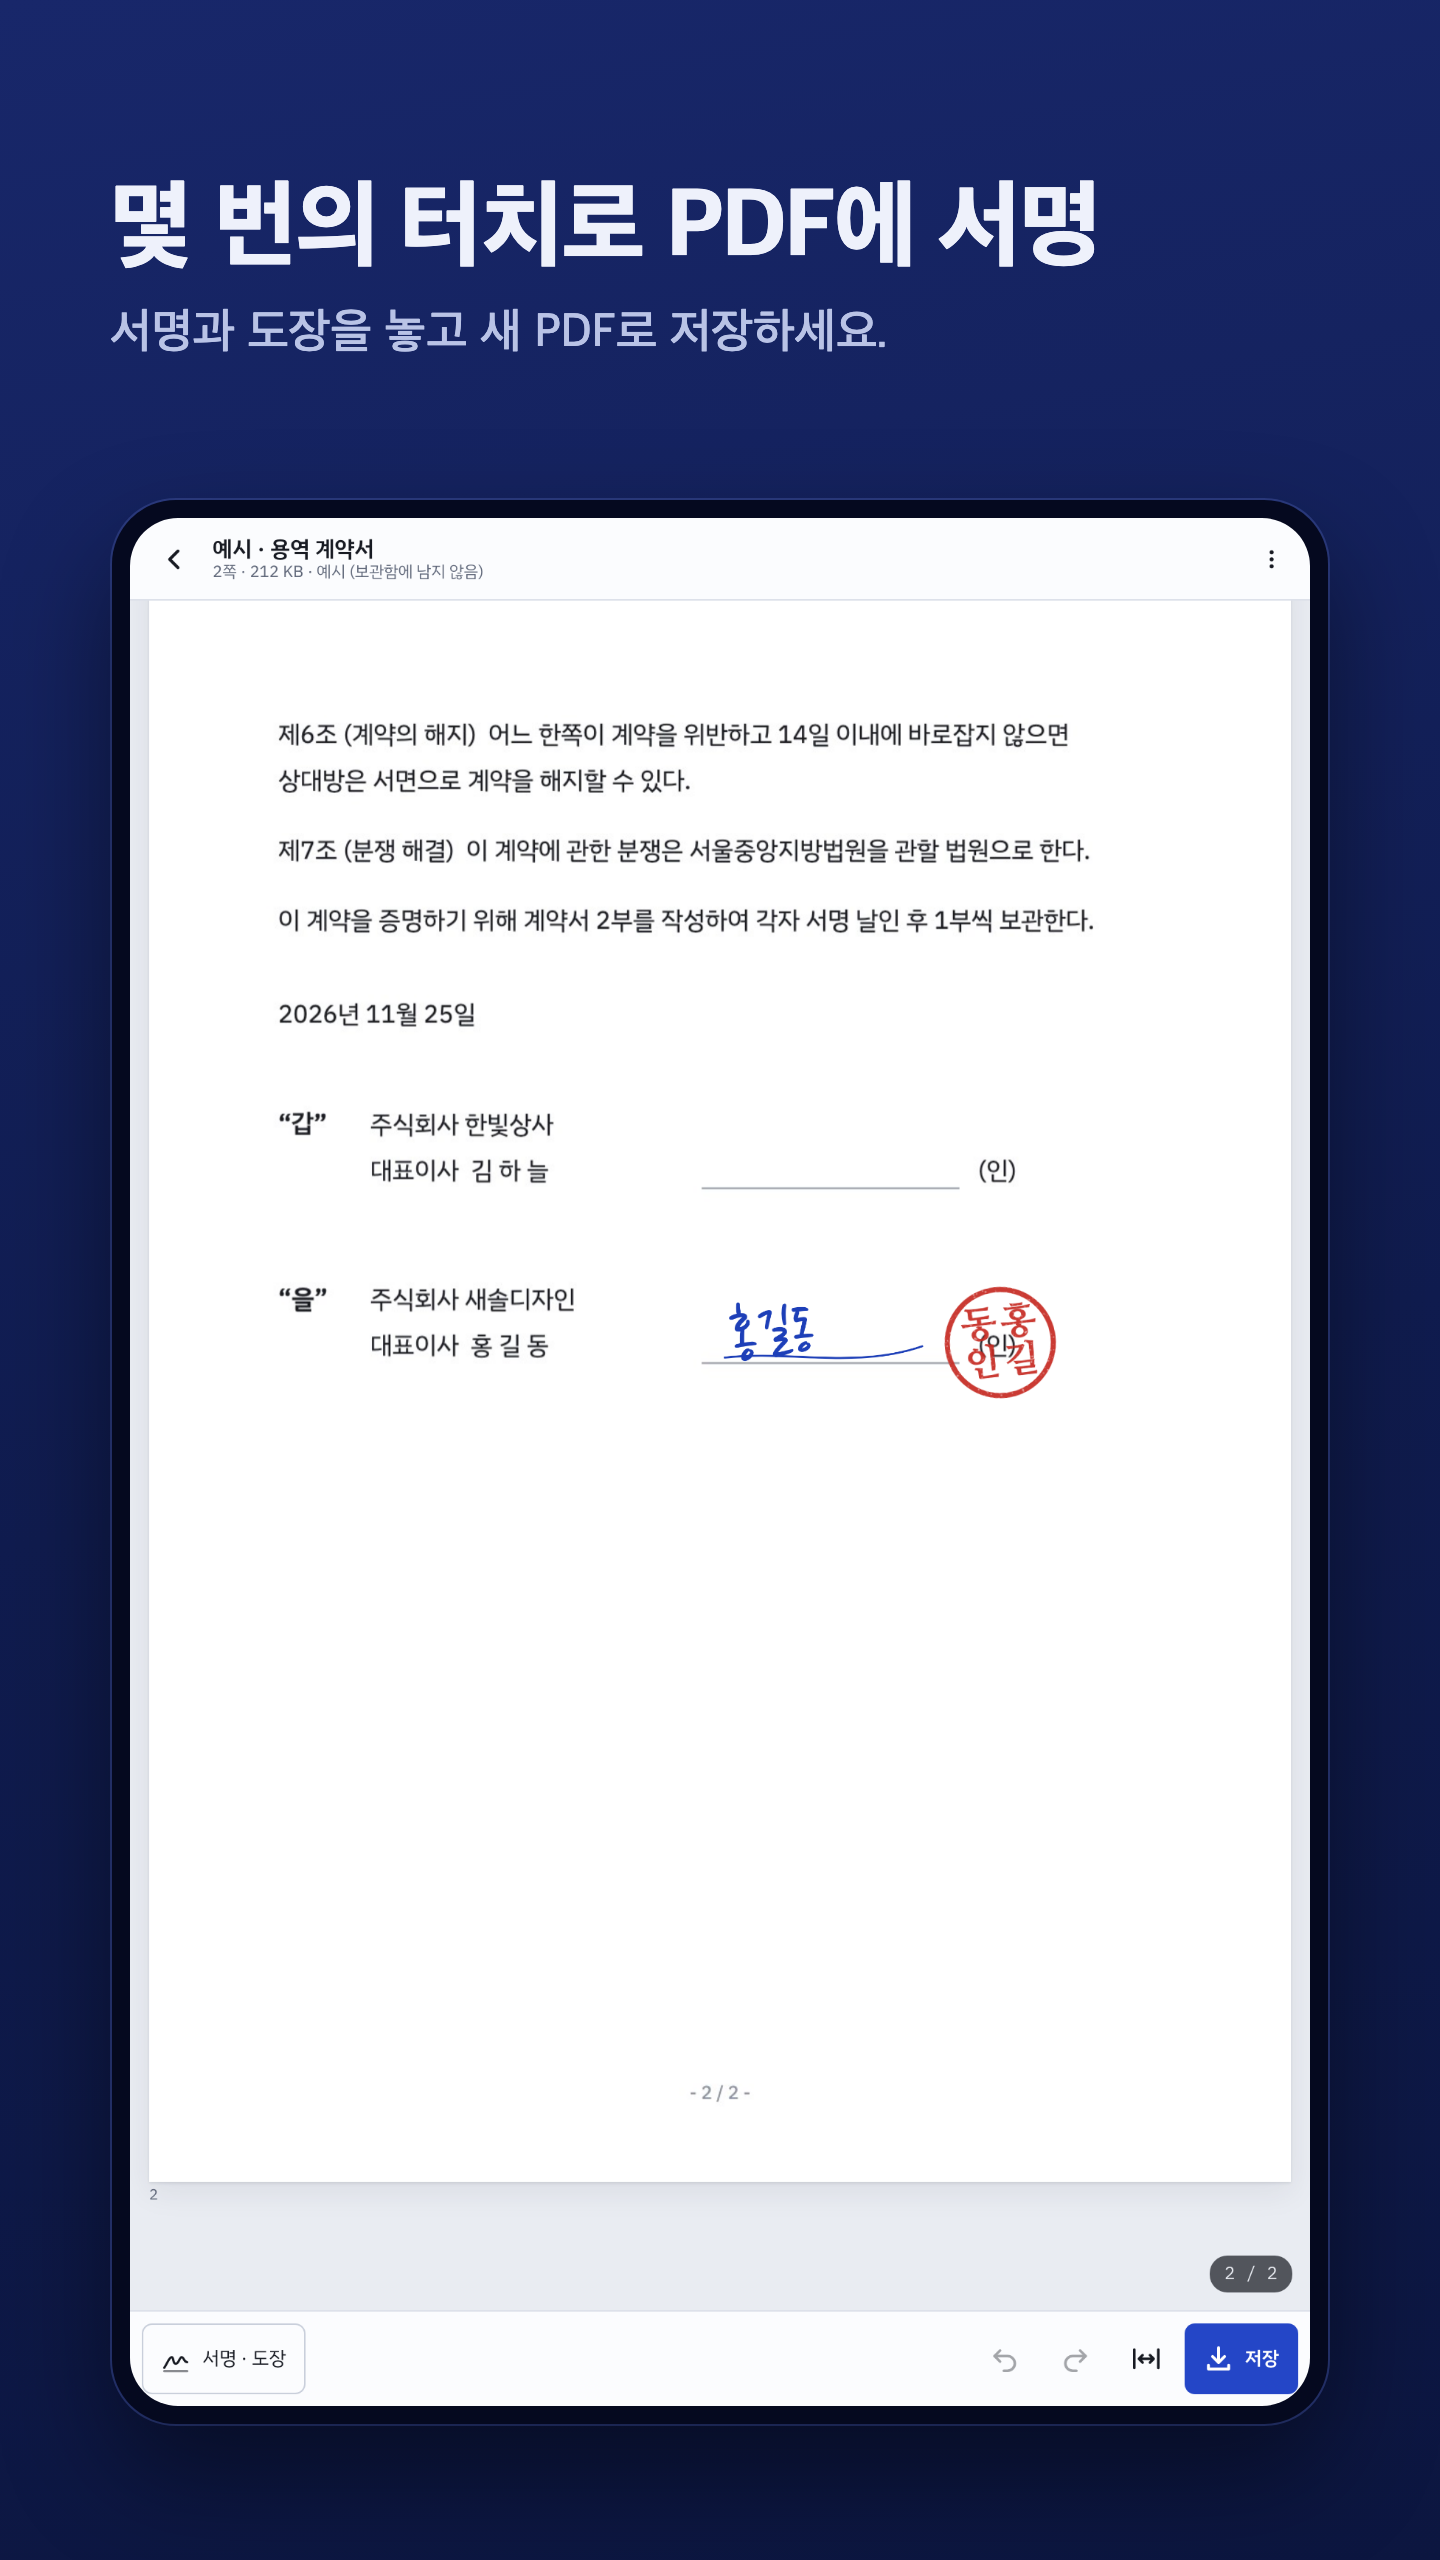 몇 번의 터치로 PDF에 서명
서명과 도장을 놓고 새 PDF로 저장하세요.
예시 · 용역 계약서
2쪽 · 212 KB · 예시 (보관함에 남지 않음)
제6조 (계약의 해지) 어느 한쪽이 계약을 위반하고 14일 이내에 바로잡지 않으면
상대방은 서면으로 계약을 해지할 수 있다.
제7조 (분쟁 해결) 이 계약에 관한 분쟁은 서울중앙지방법원을 관할 법원으로 한다.
이 계약을 증명하기 위해 계약서 2부를 작성하여 각자 서명 날인 후 1부씩 보관한다.
2026년 11월 25일
“갑” 주식회사 한빛상사
대표이사 김 하 늘 (인)
“을” 주식회사 새솔디자인
대표이사 홍 길 동 홍길동 (인)
동홍
인길
- 2 / 2 -
2
2 / 2
서명 · 도장
저장